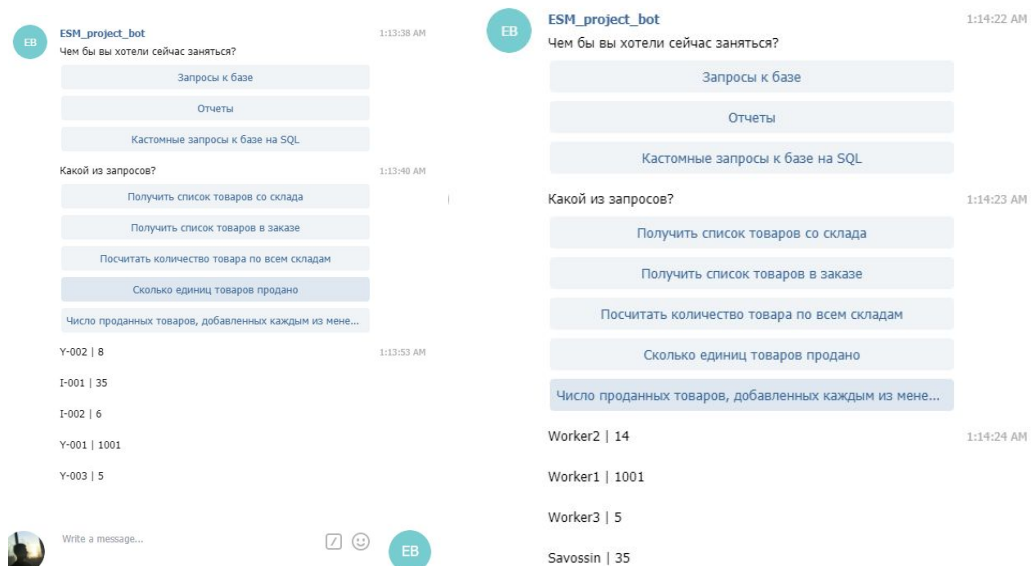 EB
ESM_project_bot
1:13:38 AM
Чем бы вы хотели сейчас заняться?
Запросы к базе
Отчеты
Кастомные запросы к базе на SQL
Какой из запросов?
1:13:40 AM
Получить список товаров со склада
Получить список товаров в заказе
Посчитать количество товара по всем складам
Сколько единиц товаров продано
Число проданных товаров, добавленных каждым из мене...
Y-002 | 8
1:13:53 AM
I-001 | 35
I-002 | 6
Y-001 | 1001
Y-003 | 5
Write a message...
EB
EB
ESM_project_bot
1:14:22 AM
Чем бы вы хотели сейчас заняться?
Запросы к базе
Отчеты
Кастомные запросы к базе на SQL
Какой из запросов?
1:14:23 AM
Получить список товаров со склада
Получить список товаров в заказе
Посчитать количество товара по всем складам
Сколько единиц товаров продано
Число проданных товаров, добавленных каждым из мене...
Worker2 | 14
1:14:24 AM
Worker1 | 1001
Worker3 | 5
Savossin | 35